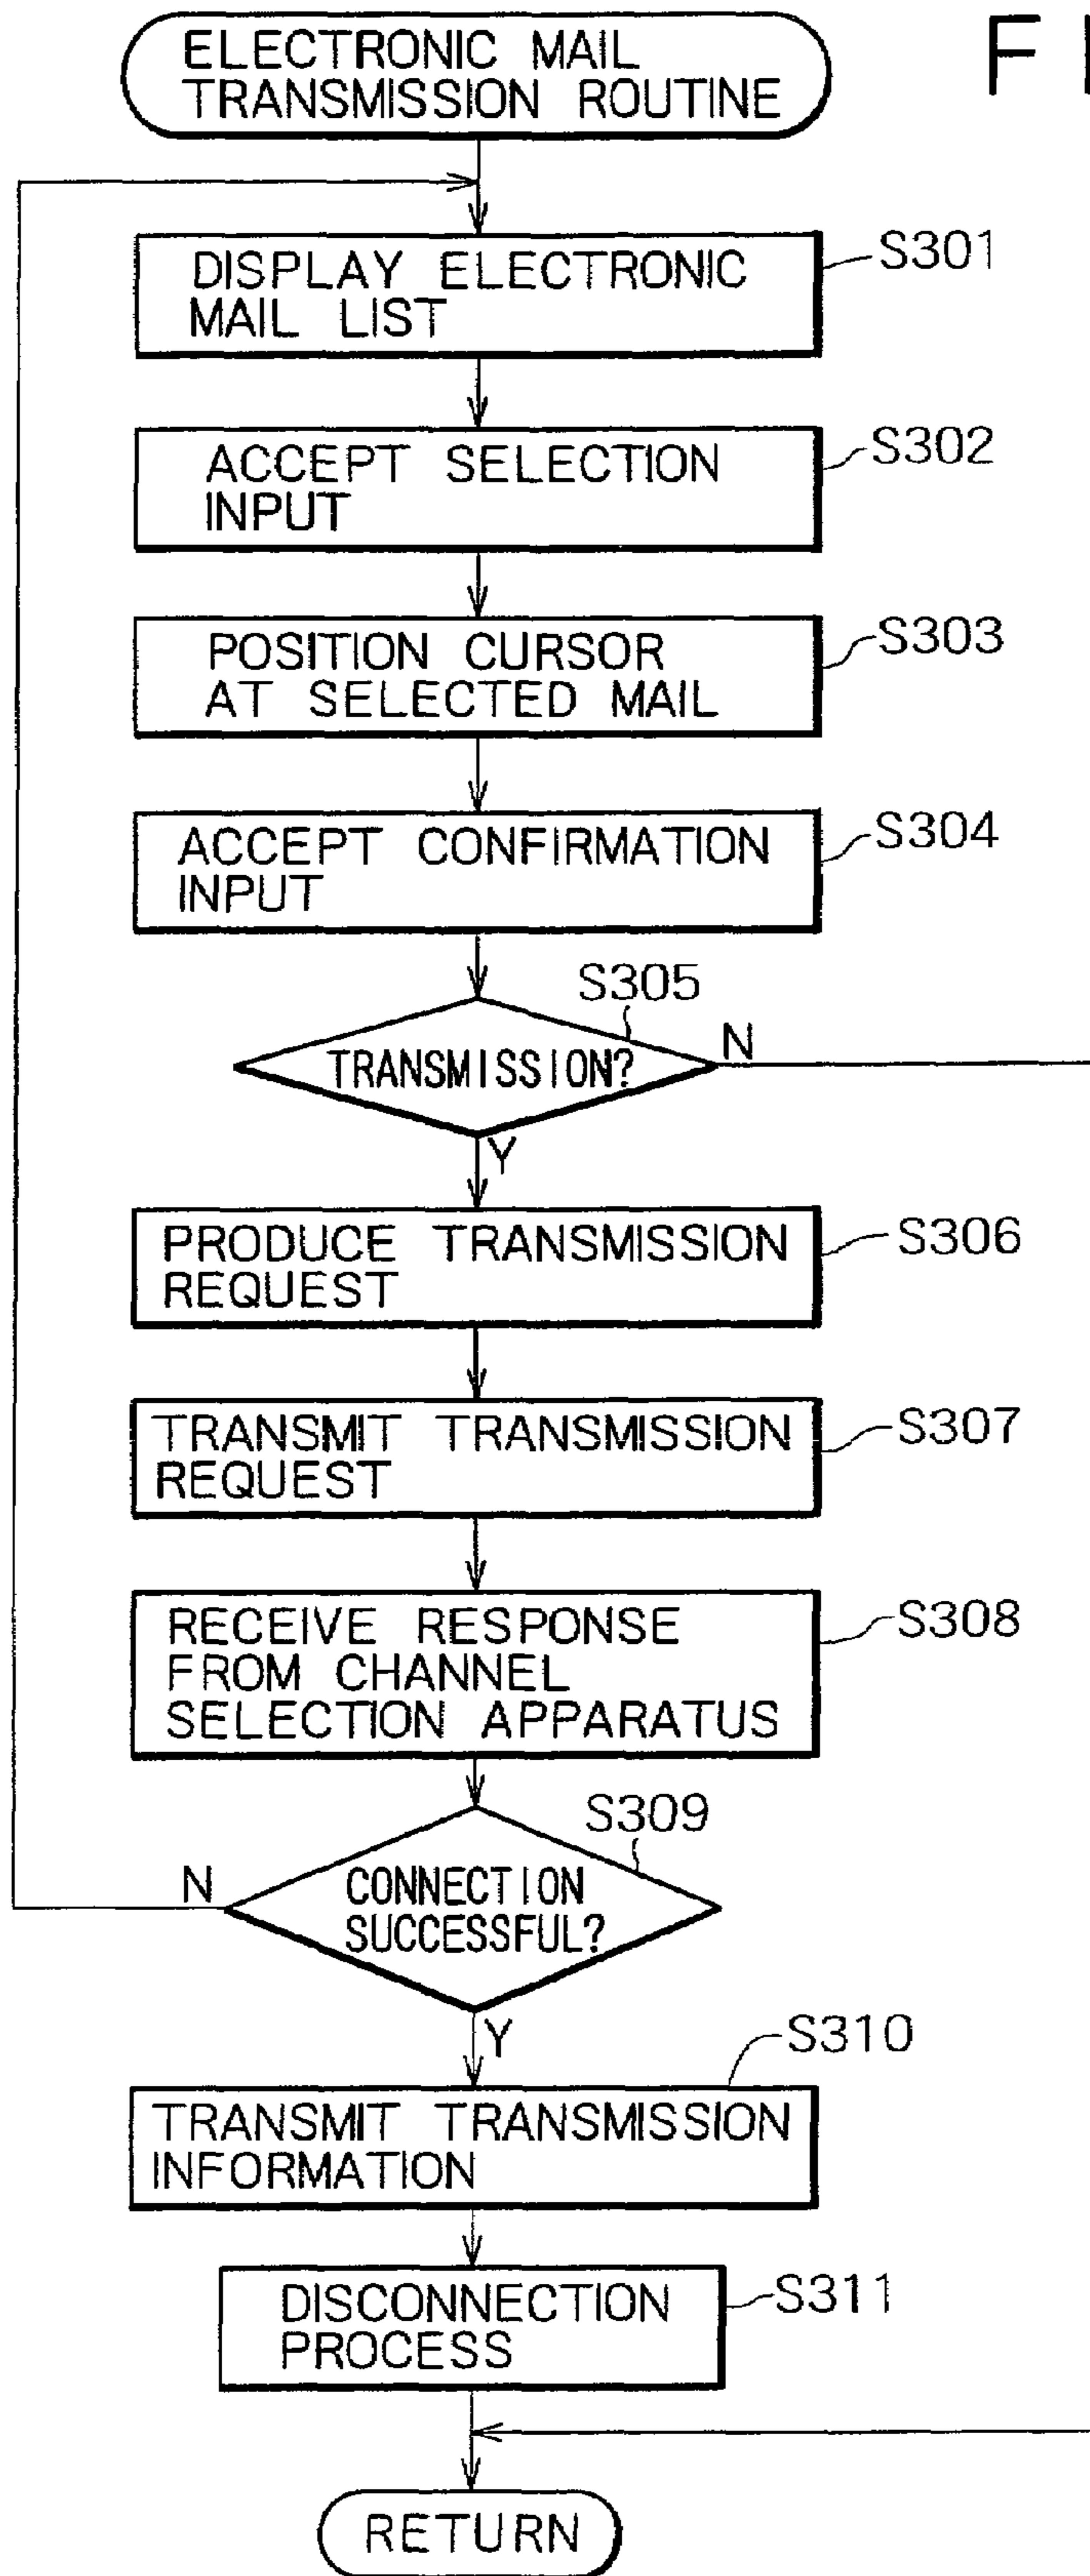 ELECTRONIC MAIL
TRANSMISSION ROUTINE
F
DISPLAY ELECTRONIC
MAIL LIST
S301
ACCEPT SELECTION
INPUT
S302
POSITION CURSOR
AT SELECTED MAIL
S303
ACCEPT CONFIRMATION
INPUT
S304
S305
TRANSMISSION?
N
Y
PRODUCE TRANSMISSION
REQUEST
S306
TRANSMIT TRANSMISSION
REQUEST
S307
RECEIVE RESPONSE
FROM CHANNEL
SELECTION APPARATUS
S308
S309
N
CONNECTION
SUCCESSFUL?
Y
S310
TRANSMIT TRANSMISSION
INFORMATION
DISCONNECTION
PROCESS
S311
RETURN